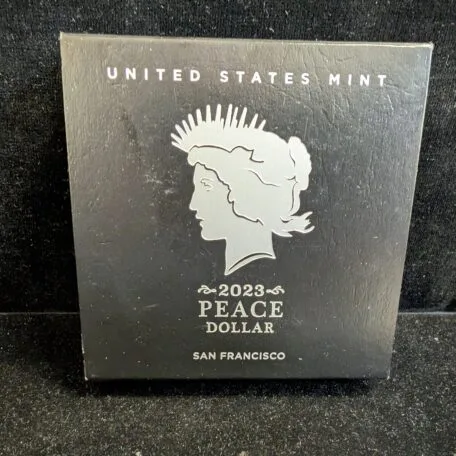 UNITED STATES MINT
2023
PEACE
DOLLAR
SAN FRANCISCO